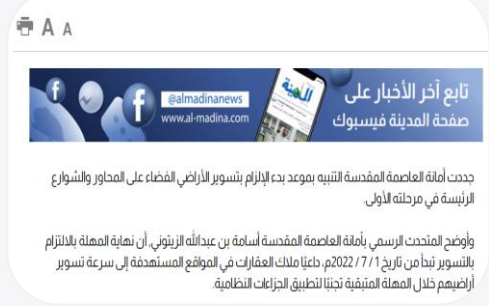 A A
تابع آخر الأخبار على
صفحة المدينة فيسبوك
المدينة
@almadinanews
www.al-madina.com
جددت أمانة العاصمة المقدسة التنبيه بموعد بدء الإلزام بتسوير الأراضي الفضاء على المحاور والشوارع
الرئيسة في مرحلته الأولى.
وأوضح المتحدث الرسمي بأمانة العاصمة المقدسة أسامة بن عبدالله الزيتوني, أن نهاية المهلة بالالتزام
بالتسوير تبدأ من تاريخ 1 / 7 / 2022م، داعيًا ملاك العقارات في المواقع المستهدفة إلى سرعة تسوير
أراضيهم خلال المهلة المتبقية تجنبًا لتطبيق الجزاءات النظامية.